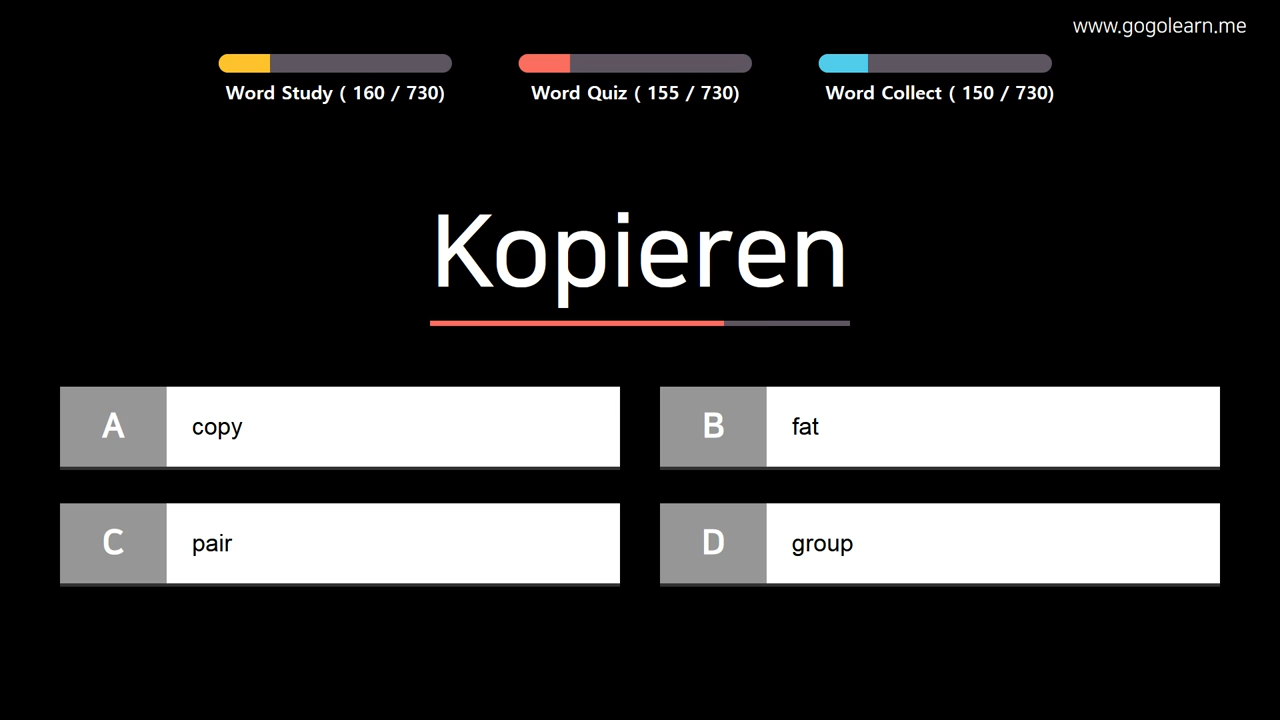 www.gogolearn.me
Word Study ( 160 / 730)
Word Quiz ( 155 / 730)
Word Collect ( 150 / 730)
Kopieren
A copy
B fat
C pair
D group